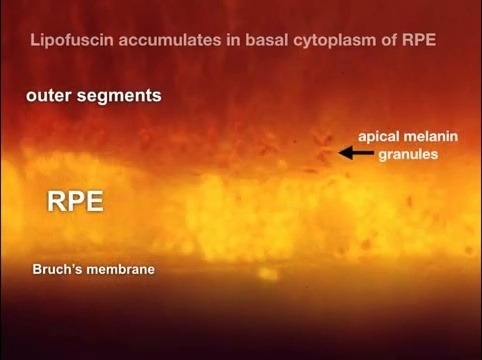 Lipofuscin accumulates in basal cytoplasm of RPE
outer segments
apical melanin
granules
RPE
Bruch's membrane